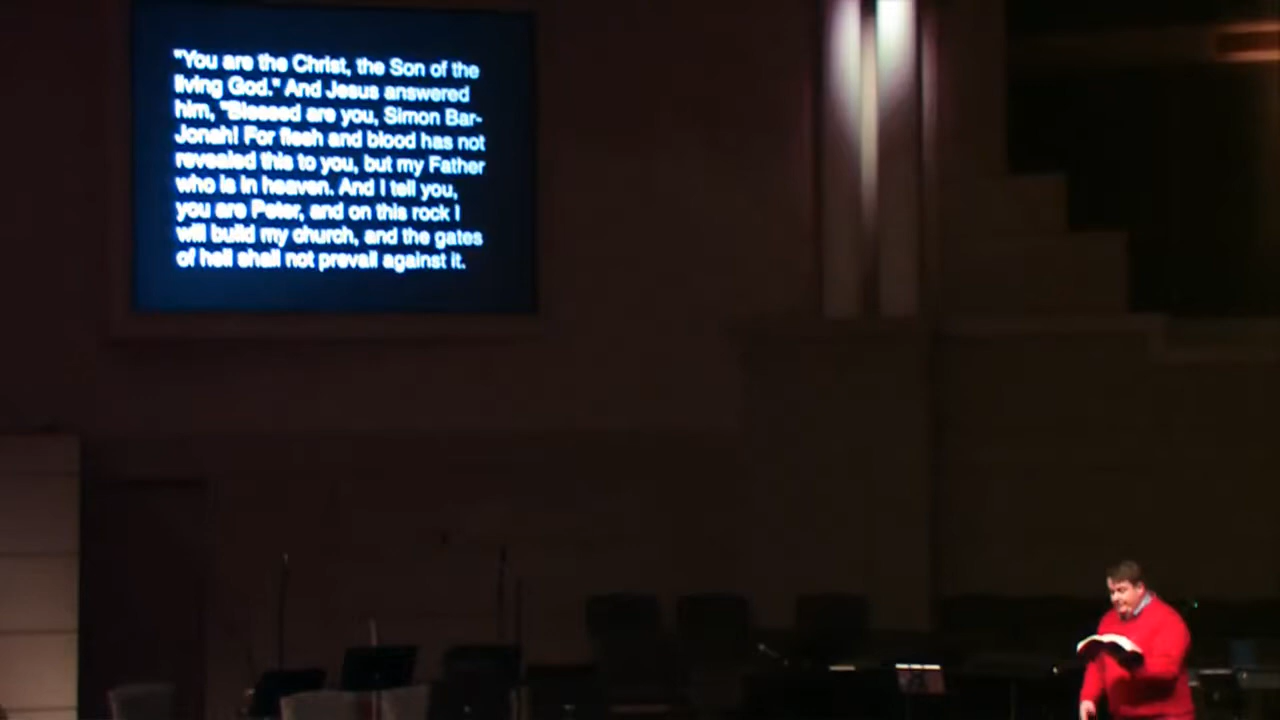 "You are the Christ, the Son of the
living God." And Jesus answered
him, "Blessed are you, Simon Bar-
Jonah! For flesh and blood has not
revealed this to you, but my Father
who is in heaven. And I tell you,
you are Peter, and on this rock I
will build my church, and the gates
of hell shall not prevail against it.